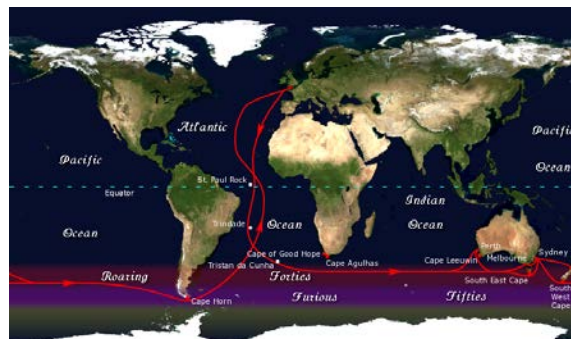 Atlantic
Pacific
Pacific
Ocean
St. Paul Rock
Equator
Indian
Ocean
Trindade
Ocean
Ocean
Cape of Good Hope
Cape Agulhas
Tristan da Cunha
Perth
Cape Leeuwin
Melbourne
Sydney
Roaring
Forties
South East Cape
South
West
Cape
Cape Horn
Furious
Fifties